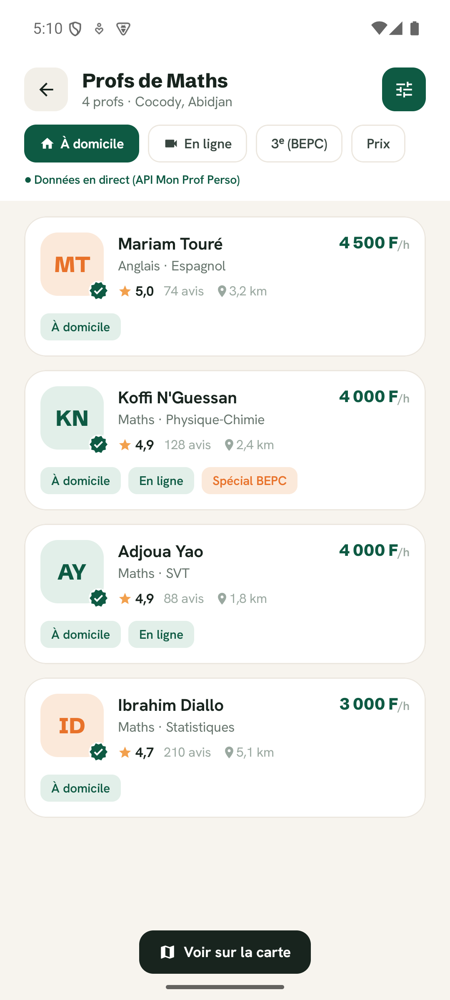 5:10
Profs de Maths
4 profs · Cocody, Abidjan
À domicile
En ligne
3ᵉ (BEPC)
Prix
Données en direct (API Mon Prof Perso)
MT
Mariam Touré
4 500 F/h
Anglais · Espagnol
5,0 74 avis 3,2 km
À domicile
KN
Koffi N'Guessan
4 000 F/h
Maths · Physique-Chimie
4,9 128 avis 2,4 km
À domicile
En ligne
Spécial BEPC
AY
Adjoua Yao
4 000 F/h
Maths · SVT
4,9 88 avis 1,8 km
À domicile
En ligne
ID
Ibrahim Diallo
3 000 F/h
Maths · Statistiques
4,7 210 avis 5,1 km
À domicile
Voir sur la carte